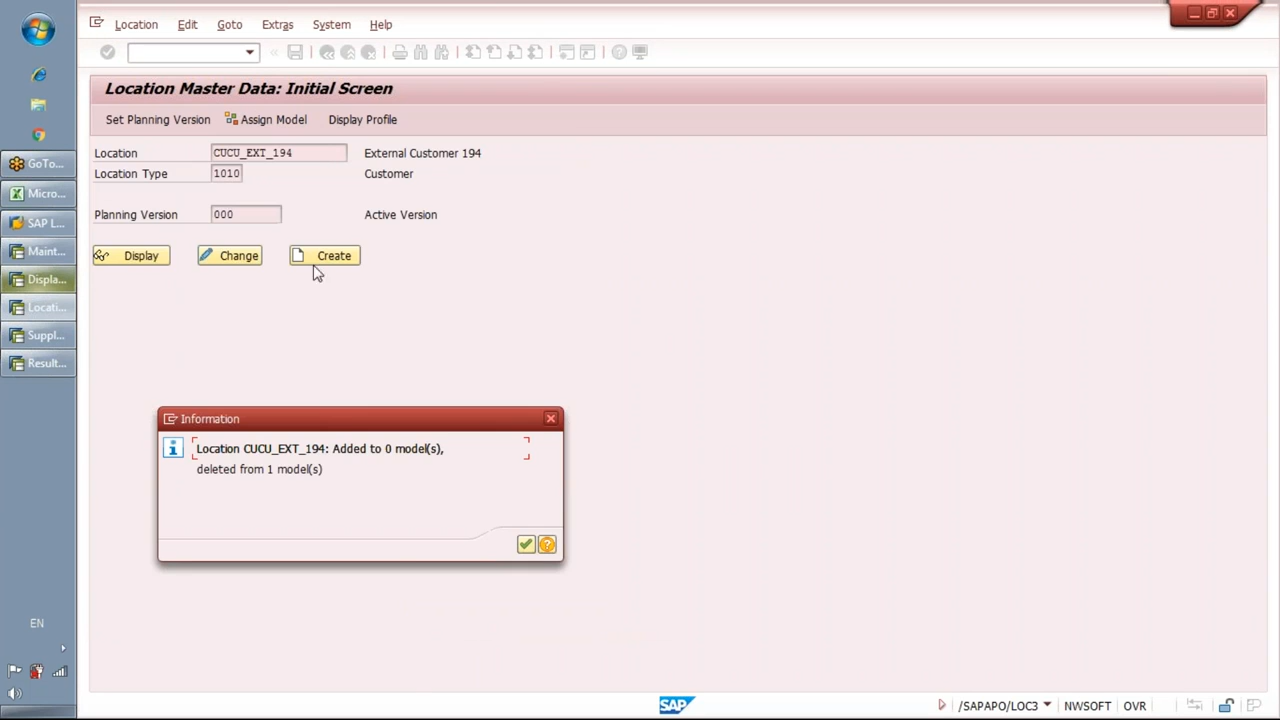 Location Edit Goto Extras System Help
Location Master Data: Initial Screen
Set Planning Version Assign Model Display Profile
Location CUCU_EXT_194 External Customer 194
Location Type 1010 Customer
Planning Version 000 Active Version
Display Change Create
GoTo...
Micro...
SAP L...
Maint...
Displa...
Locati...
Suppl...
Result...
Information
Location CUCU_EXT_194: Added to 0 model(s),
deleted from 1 model(s)
EN
SAP
/SAPAPO/LOC3 NWSOFT OVR